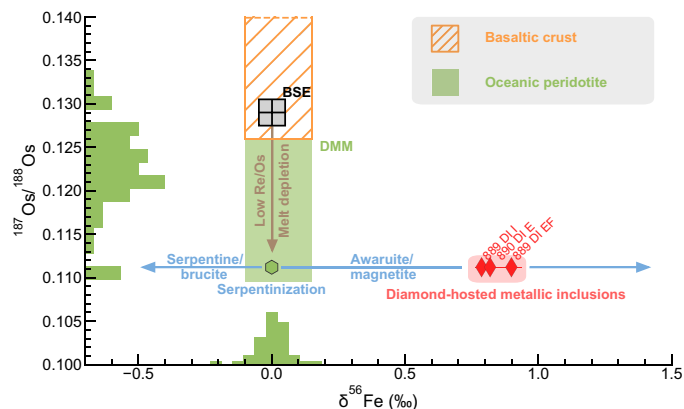 0.140
0.135
0.130
0.125
0.120
0.115
0.110
0.105
0.100
187Os/188Os
Basaltic crust
Oceanic peridotite
BSE
DMM
Low Re/Os
Melt depletion
889 DI I
890 DI E
889 DI EF
Serpentine/
brucite
Awaruite/
magnetite
Serpentinization
Diamond-hosted metallic inclusions
−0.5
0.0
0.5
1.0
1.5
δ56Fe (‰)